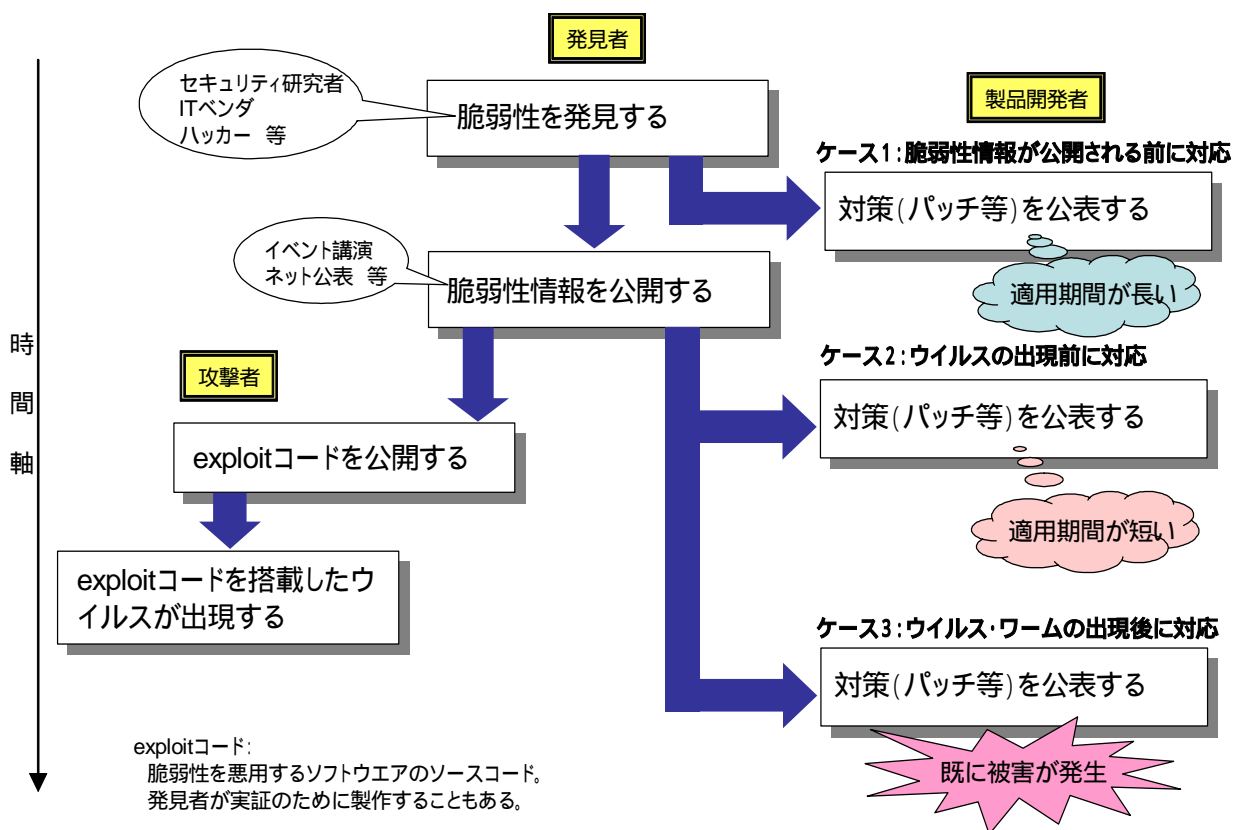 発見者
セキュリティ研究者
ITベンダ
ハッカー 等
脆弱性を発見する
製品開発者
ケース1:脆弱性情報が公開される前に対応
対策(パッチ等)を公表する
適用期間が長い
イベント講演
ネット公表 等
脆弱性情報を公開する
時間軸
ケース2:ウイルスの出現前に対応
対策(パッチ等)を公表する
適用期間が短い
攻撃者
exploitコードを公開する
exploitコードを搭載したウ
イルスが出現する
ケース3:ウイルス・ワームの出現後に対応
対策(パッチ等)を公表する
既に被害が発生
exploitコード:
脆弱性を悪用するソフトウエアのソースコード。
発見者が実証のために製作することもある。